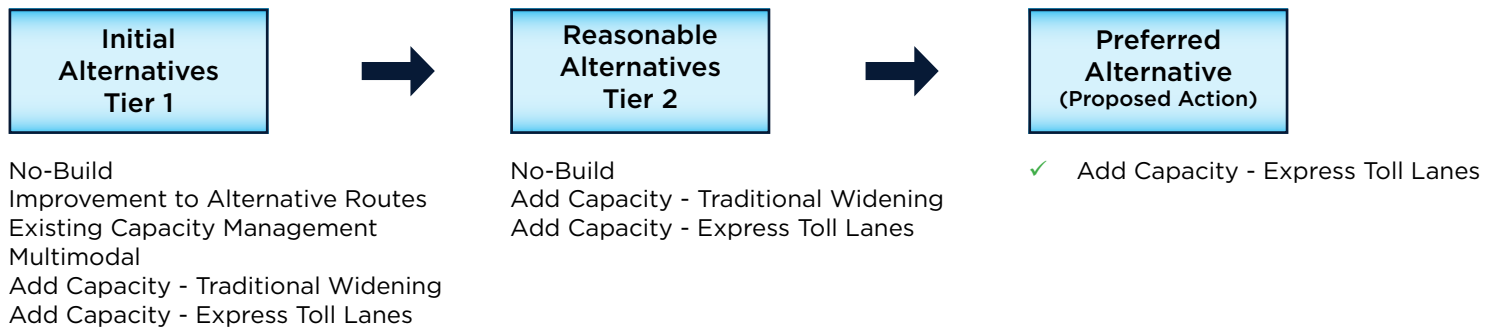 Initial
Alternatives
Tier 1
No-Build
Improvement to Alternative Routes
Existing Capacity Management
Multimodal
Add Capacity - Traditional Widening
Add Capacity - Express Toll Lanes
Reasonable
Alternatives
Tier 2
No-Build
Add Capacity - Traditional Widening
Add Capacity - Express Toll Lanes
Preferred
Alternative
(Proposed Action)
✓ Add Capacity - Express Toll Lanes